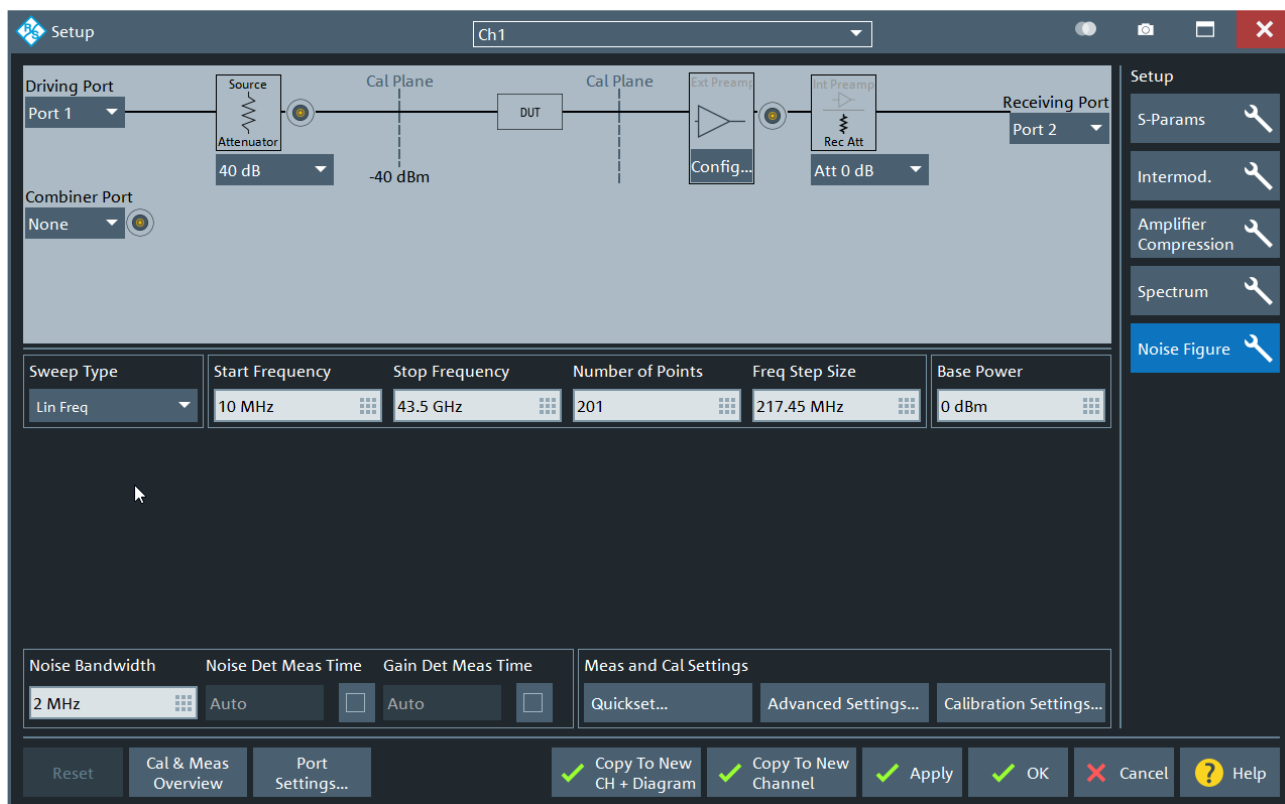 Setup
Ch1
Driving Port
Port 1
Source
Attenuator
40 dB
Cal Plane
-40 dBm
DUT
Cal Plane
Ext Preamp
Config...
Int Preamp
Rec Att
Att 0 dB
Receiving Port
Port 2
Combiner Port
None
Setup
S-Params
Intermod.
Amplifier
Compression
Spectrum
Noise Figure
Sweep Type
Lin Freq
Start Frequency
10 MHz
Stop Frequency
43.5 GHz
Number of Points
201
Freq Step Size
217.45 MHz
Base Power
0 dBm
Noise Bandwidth
2 MHz
Noise Det Meas Time
Auto
Gain Det Meas Time
Auto
Meas and Cal Settings
Quickset...
Advanced Settings...
Calibration Settings...
Reset
Cal & Meas
Overview
Port
Settings...
Copy To New
CH + Diagram
Copy To New
Channel
Apply
OK
Cancel
? Help